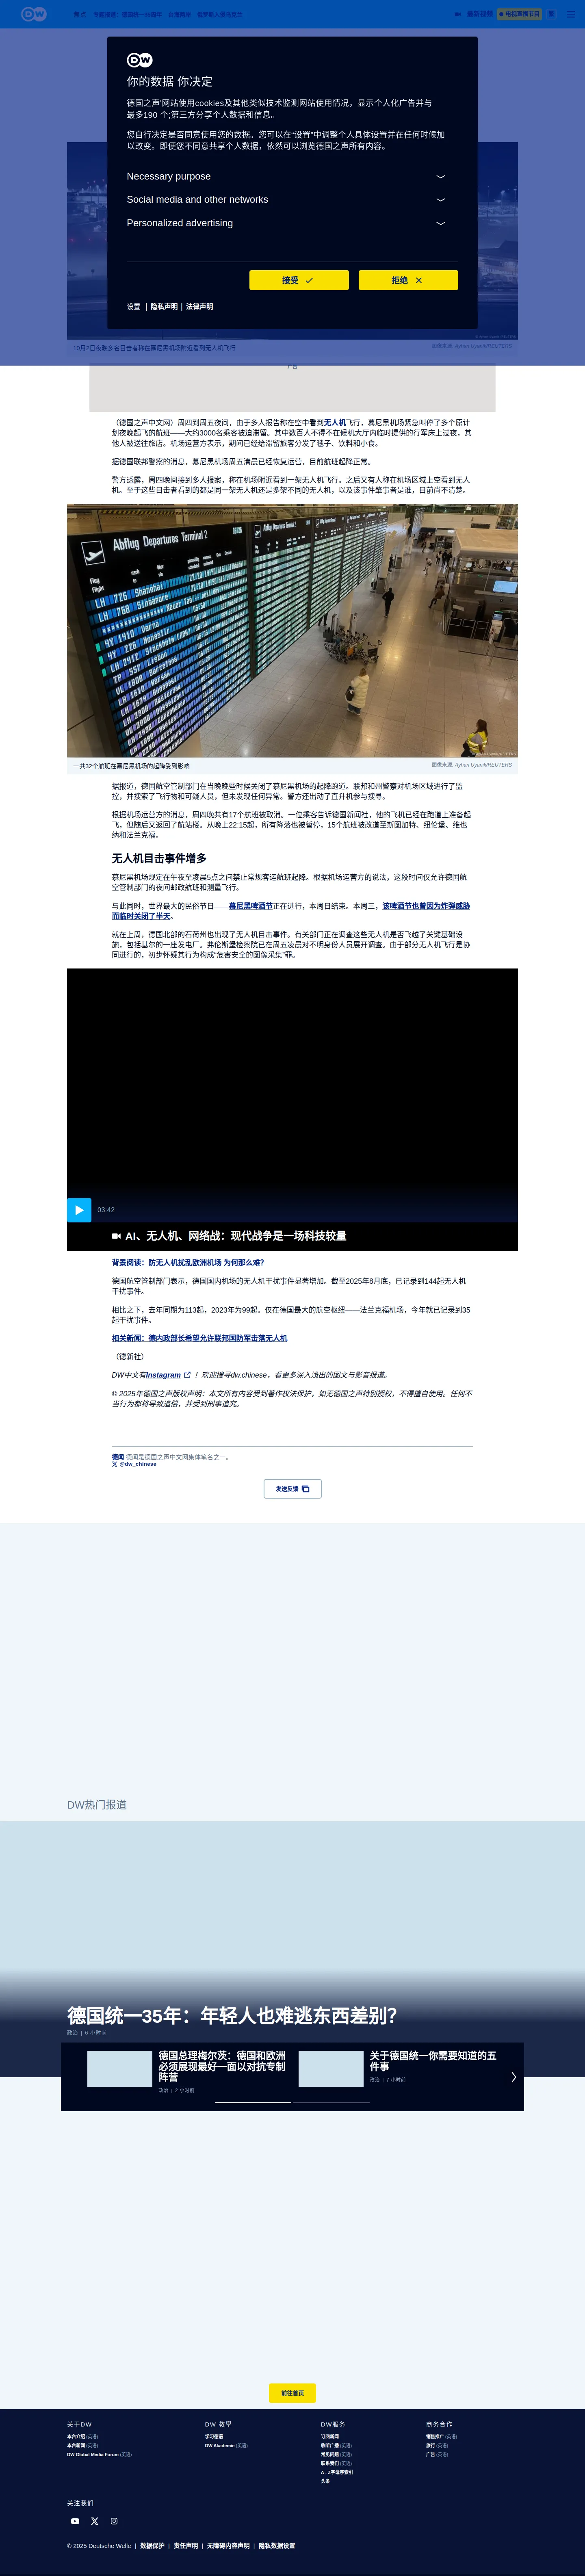 DW
最新视频
电视直播节目
繁
DW
你的数据 你决定
德国之声‘网站使用cookies及其他类似技术监测网站使用情况，显示个人化广告并与
最多190 个;第三方分享个人数据和信息。
您自行决定是否同意使用您的数据。您可以在“设置”中调整个人具体设置并在任何时候加
以改变。即便您不同意共享个人数据，依然可以浏览德国之声所有内容。
Necessary purpose
Social media and other networks
Personalized advertising
接受
拒绝
设置 | 隐私声明 | 法律声明
10月2日夜晚多名目击者称在慕尼黑机场附近看到无人机飞行
图像来源: Ayhan Uyanik/REUTERS
广告
（德国之声中文网）周四到周五夜间，由于多人报告称在空中看到无人机飞行，慕尼黑机场紧急叫停了多个原计
划夜晚起飞的航班——大约3000名乘客被迫滞留。其中数百人不得不在候机大厅内临时提供的行军床上过夜，其
他人被送往旅店。机场运营方表示，期间已经给滞留旅客分发了毯子、饮料和小食。
据德国联邦警察的消息，慕尼黑机场周五清晨已经恢复运营，目前航班起降正常。
警方透露，周四晚间接到多人报案，称在机场附近看到一架无人机飞行。之后又有人称在机场区域上空看到无人
机。至于这些目击者看到的都是同一架无人机还是多架不同的无人机，以及该事件肇事者是谁，目前尚不清楚。
Abflug Departures Terminal 2
Abflug Departures Terminal
一共32个航班在慕尼黑机场的起降受到影响
图像来源: Ayhan Uyanik/REUTERS
据报道，德国航空管制部门在当晚晚些时候关闭了慕尼黑机场的起降跑道。联邦和州警察对机场区域进行了监
控，并搜索了飞行物和可疑人员，但未发现任何异常。警方还出动了直升机参与搜寻。
根据机场运营方的消息，周四晚共有17个航班被取消。一位乘客告诉德国新闻社，他的飞机已经在跑道上准备起
飞，但随后又返回了航站楼。从晚上22:15起，所有降落也被暂停，15个航班被改道至斯图加特、纽伦堡、维也
纳和法兰克福。
无人机目击事件增多
慕尼黑机场规定在午夜至凌晨5点之间禁止常规客运航班起降。根据机场运营方的说法，这段时间仅允许德国航
空管制部门的夜间邮政航班和测量飞行。
与此同时，世界最大的民俗节日——慕尼黑啤酒节正在进行，本周日结束。本周三，该啤酒节也曾因为炸弹威胁
而临时关闭了半天。
就在上周，德国北部的石荷州也出现了无人机目击事件。有关部门正在调查这些无人机是否飞越了关键基础设
施，包括基尔的一座发电厂。弗伦斯堡检察院已在周五凌晨对不明身份人员展开调查。由于部分无人机飞行是协
同进行的，初步怀疑其行为构成“危害安全的图像采集”罪。
03:42
AI、无人机、网络战：现代战争是一场科技较量
背景阅读：防无人机扰乱欧洲机场 为何那么难？
德国航空管制部门表示，德国国内机场的无人机干扰事件显著增加。截至2025年8月底，已记录到144起无人机
干扰事件。
相比之下，去年同期为113起，2023年为99起。仅在德国最大的航空枢纽——法兰克福机场，今年就已记录到35
起干扰事件。
相关新闻：德内政部长希望允许联邦国防军击落无人机
（德新社）
DW中文有Instagram ！欢迎搜寻dw.chinese，看更多深入浅出的图文与影音报道。
© 2025年德国之声版权声明：本文所有内容受到著作权法保护，如无德国之声特别授权，不得擅自使用。任何不
当行为都将导致追偿，并受到刑事追究。
德闻 德闻是德国之声中文网集体笔名之一。
@dw_chinese
发送反馈
DW热门报道
德国统一35年：年轻人也难逃东西差别？
政治 | 6 小时前
德国总理梅尔茨：德国和欧洲
必须展现最好一面以对抗专制
阵营
政治 | 2 小时前
关于德国统一你需要知道的五
件事
政治 | 7 小时前
前往首页
关于DW
本台介绍 (英语)
本台新闻 (英语)
DW Global Media Forum (英语)
DW 教學
学习德语
DW Akademie (英语)
DW服务
订阅新闻
收听广播 (英语)
常见问题 (英语)
联系我们 (英语)
A - Z字母序索引
头条
商务合作
销售推广 (英语)
旅行 (英语)
广告 (英语)
关注我们
© 2025 Deutsche Welle | 数据保护 | 责任声明 | 无障碍内容声明 | 隐私数据设置